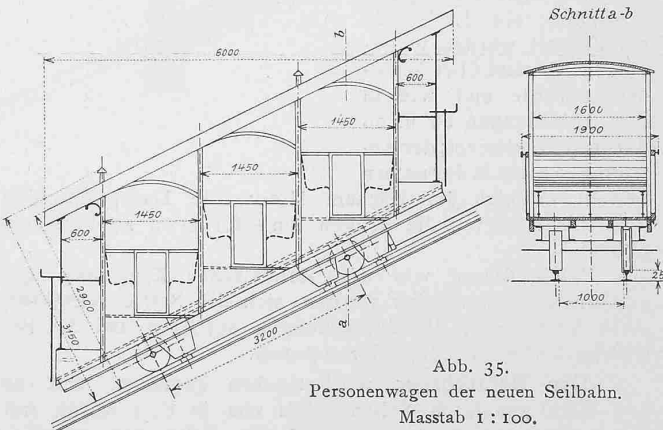 Schnitt a-b
6000
b
600
1450
1600
1900
1450
1450
600
2900
3150
3200
a
25
1000
Abb. 35.
Personenwagen der neuen Seilbahn.
Masstab 1 : 100.